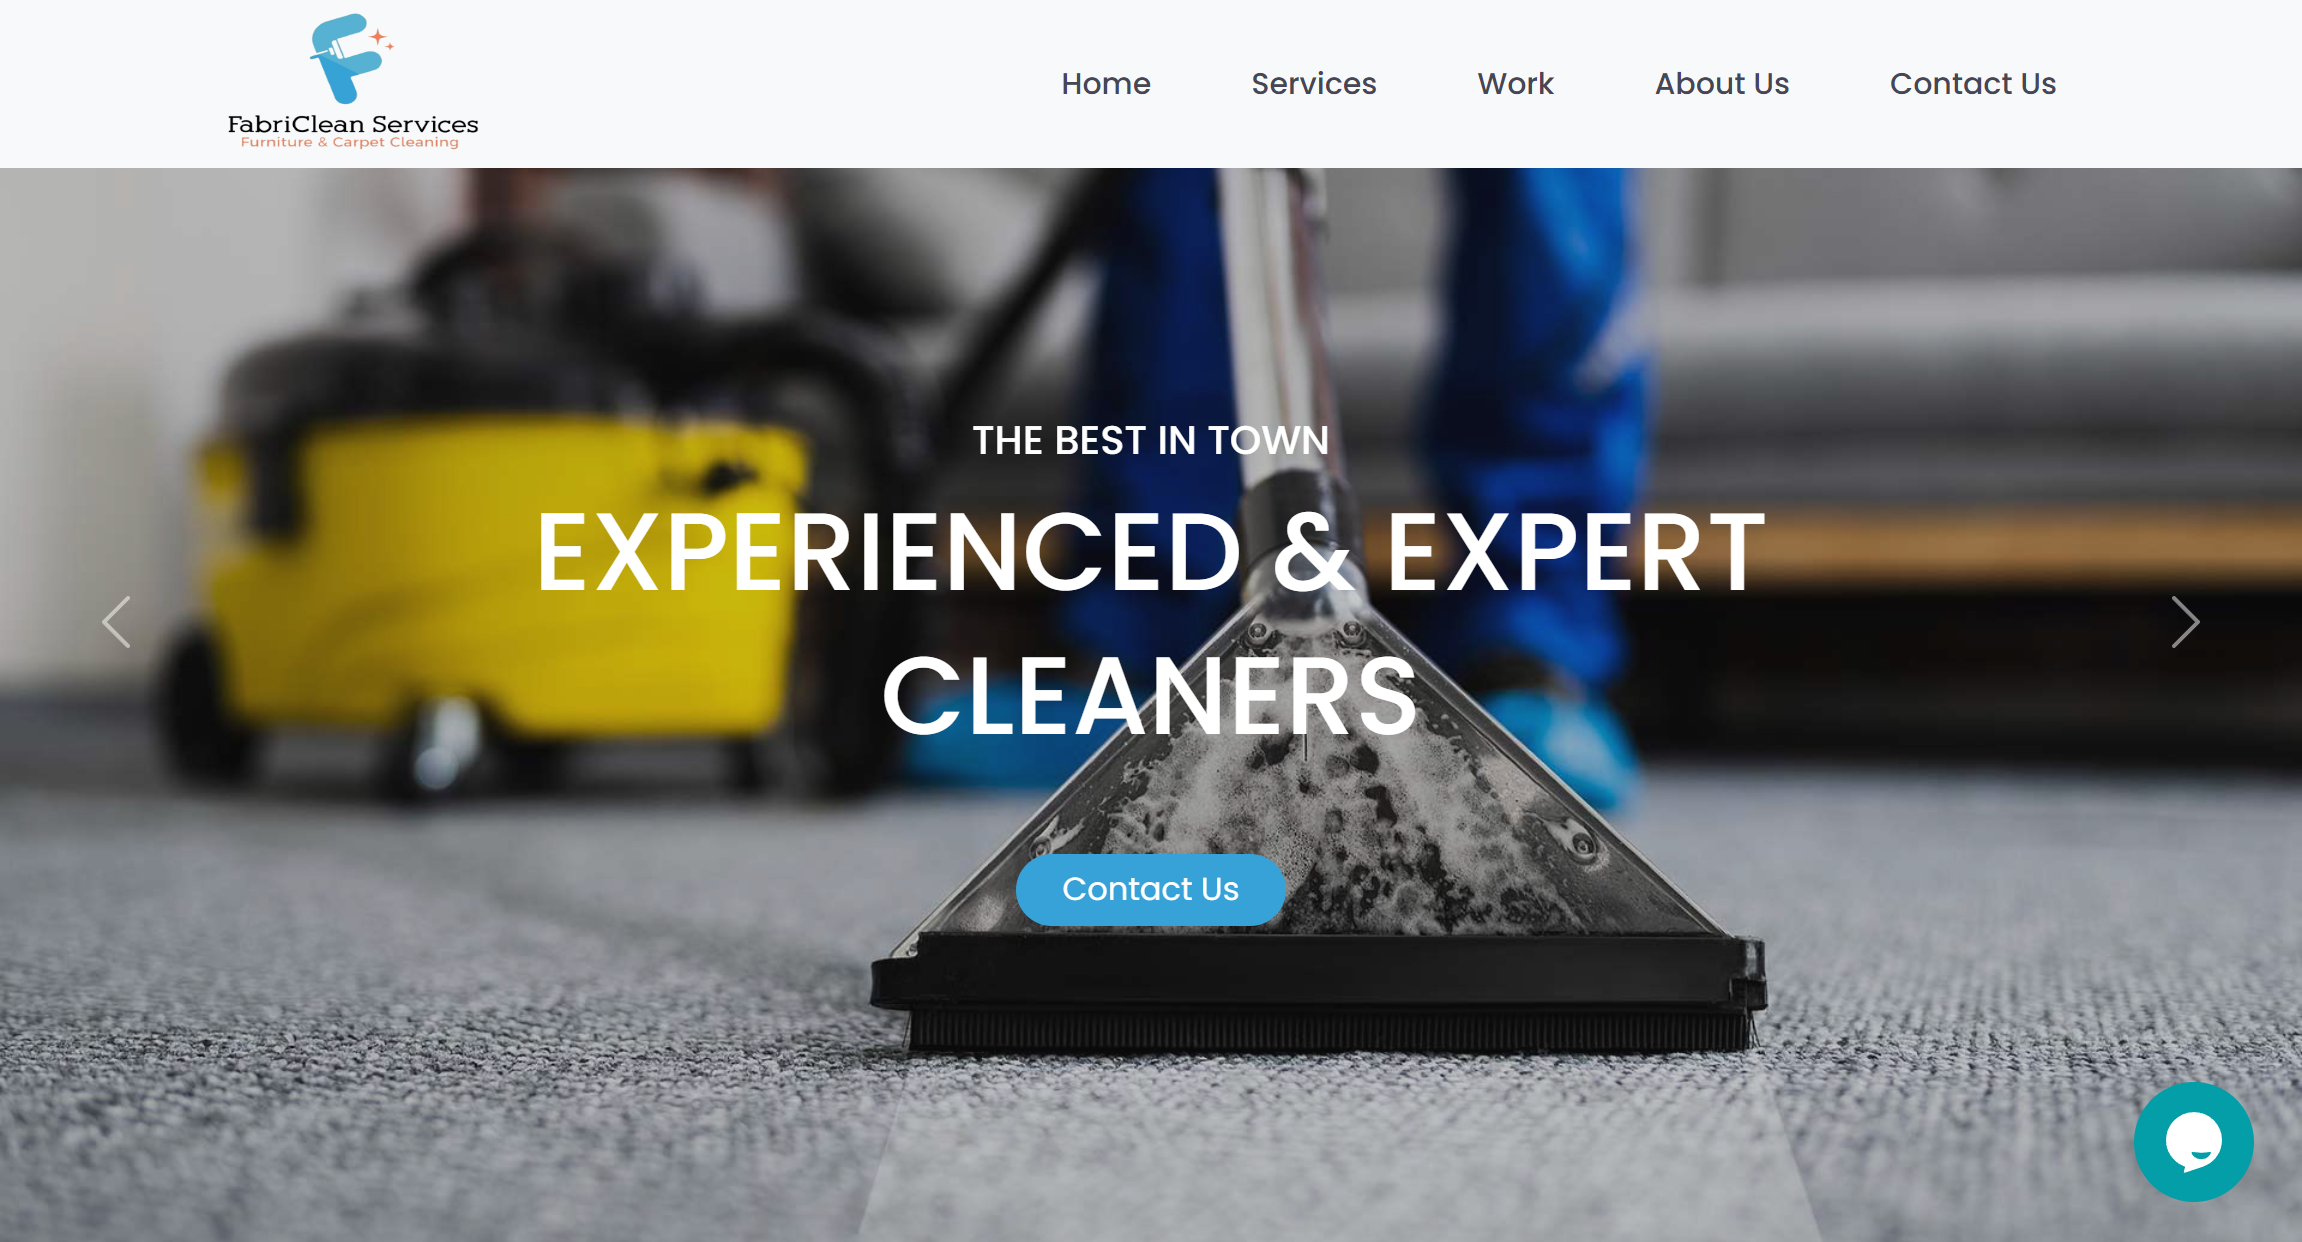 FabriClean Services
Furniture & Carpet Cleaning
Home
Services
Work
About Us
Contact Us
THE BEST IN TOWN
EXPERIENCED & EXPERT
CLEANERS
Contact Us